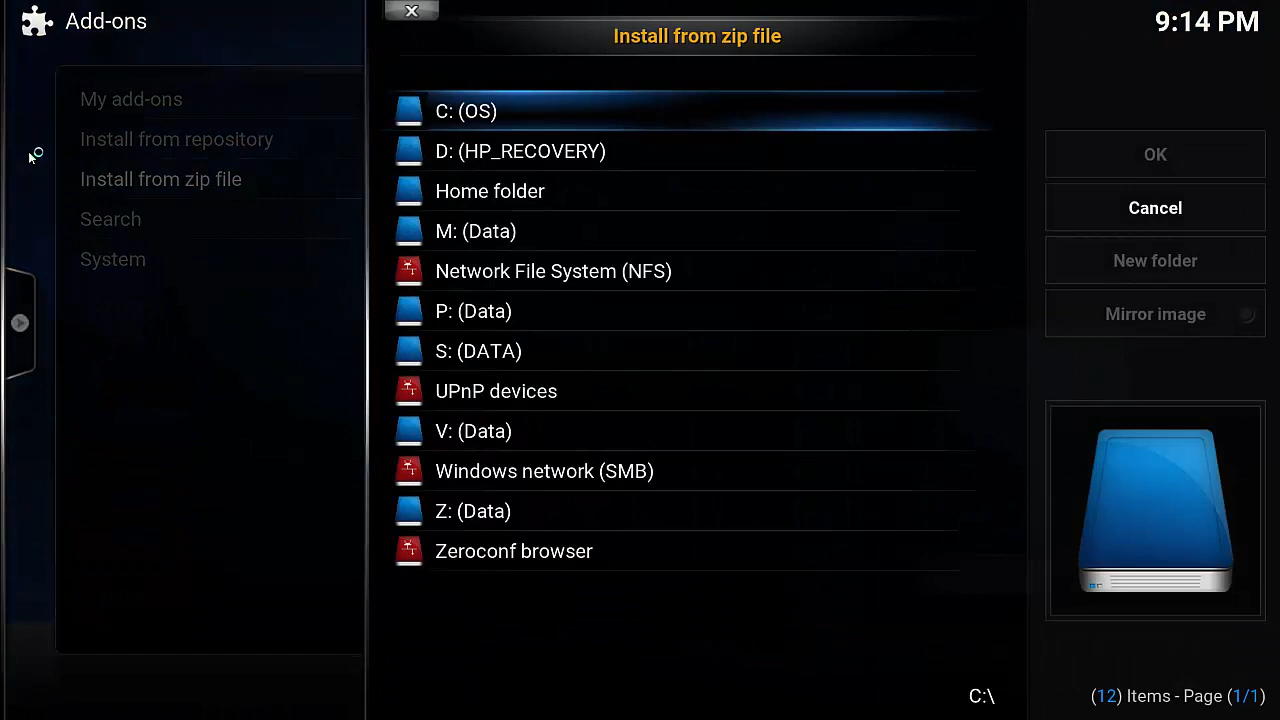 Add-ons
9:14 PM
My add-ons
Install from repository
Install from zip file
Search
System
Install from zip file
C: (OS)
D: (HP_RECOVERY)
Home folder
M: (Data)
Network File System (NFS)
P: (Data)
S: (DATA)
UPnP devices
V: (Data)
Windows network (SMB)
Z: (Data)
Zeroconf browser
OK
Cancel
New folder
Mirror image
C:\
(12) Items - Page (1/1)